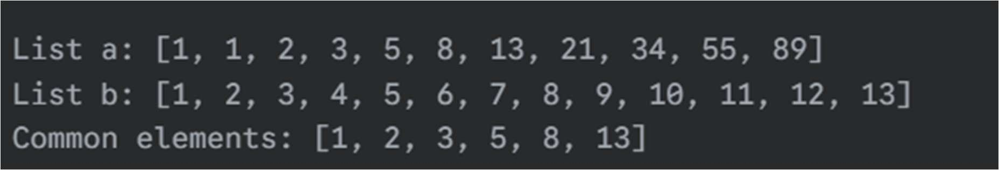 List a: [1, 1, 2, 3, 5, 8, 13, 21, 34, 55, 89]
List b: [1, 2, 3, 4, 5, 6, 7, 8, 9, 10, 11, 12, 13]
Common elements: [1, 2, 3, 5, 8, 13]